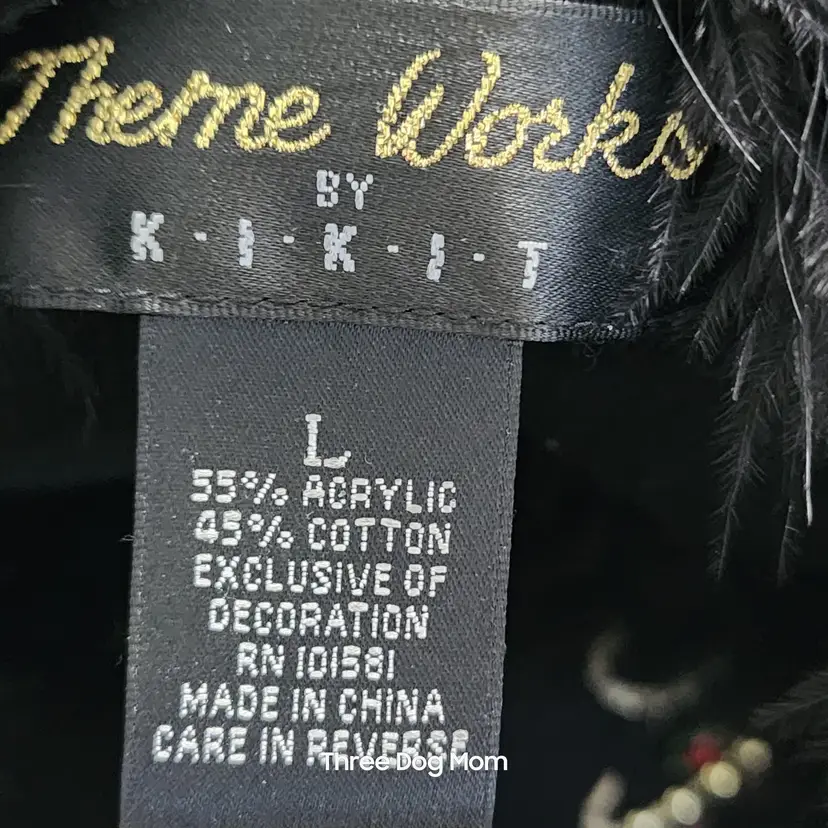 Theme Works
BY
K-I-K-I-T
L
55% ACRYLIC
45% COTTON
EXCLUSIVE OF
DECORATION
RN 101581
MADE IN CHINA
CARE IN REVERSE
Three Dog Mom